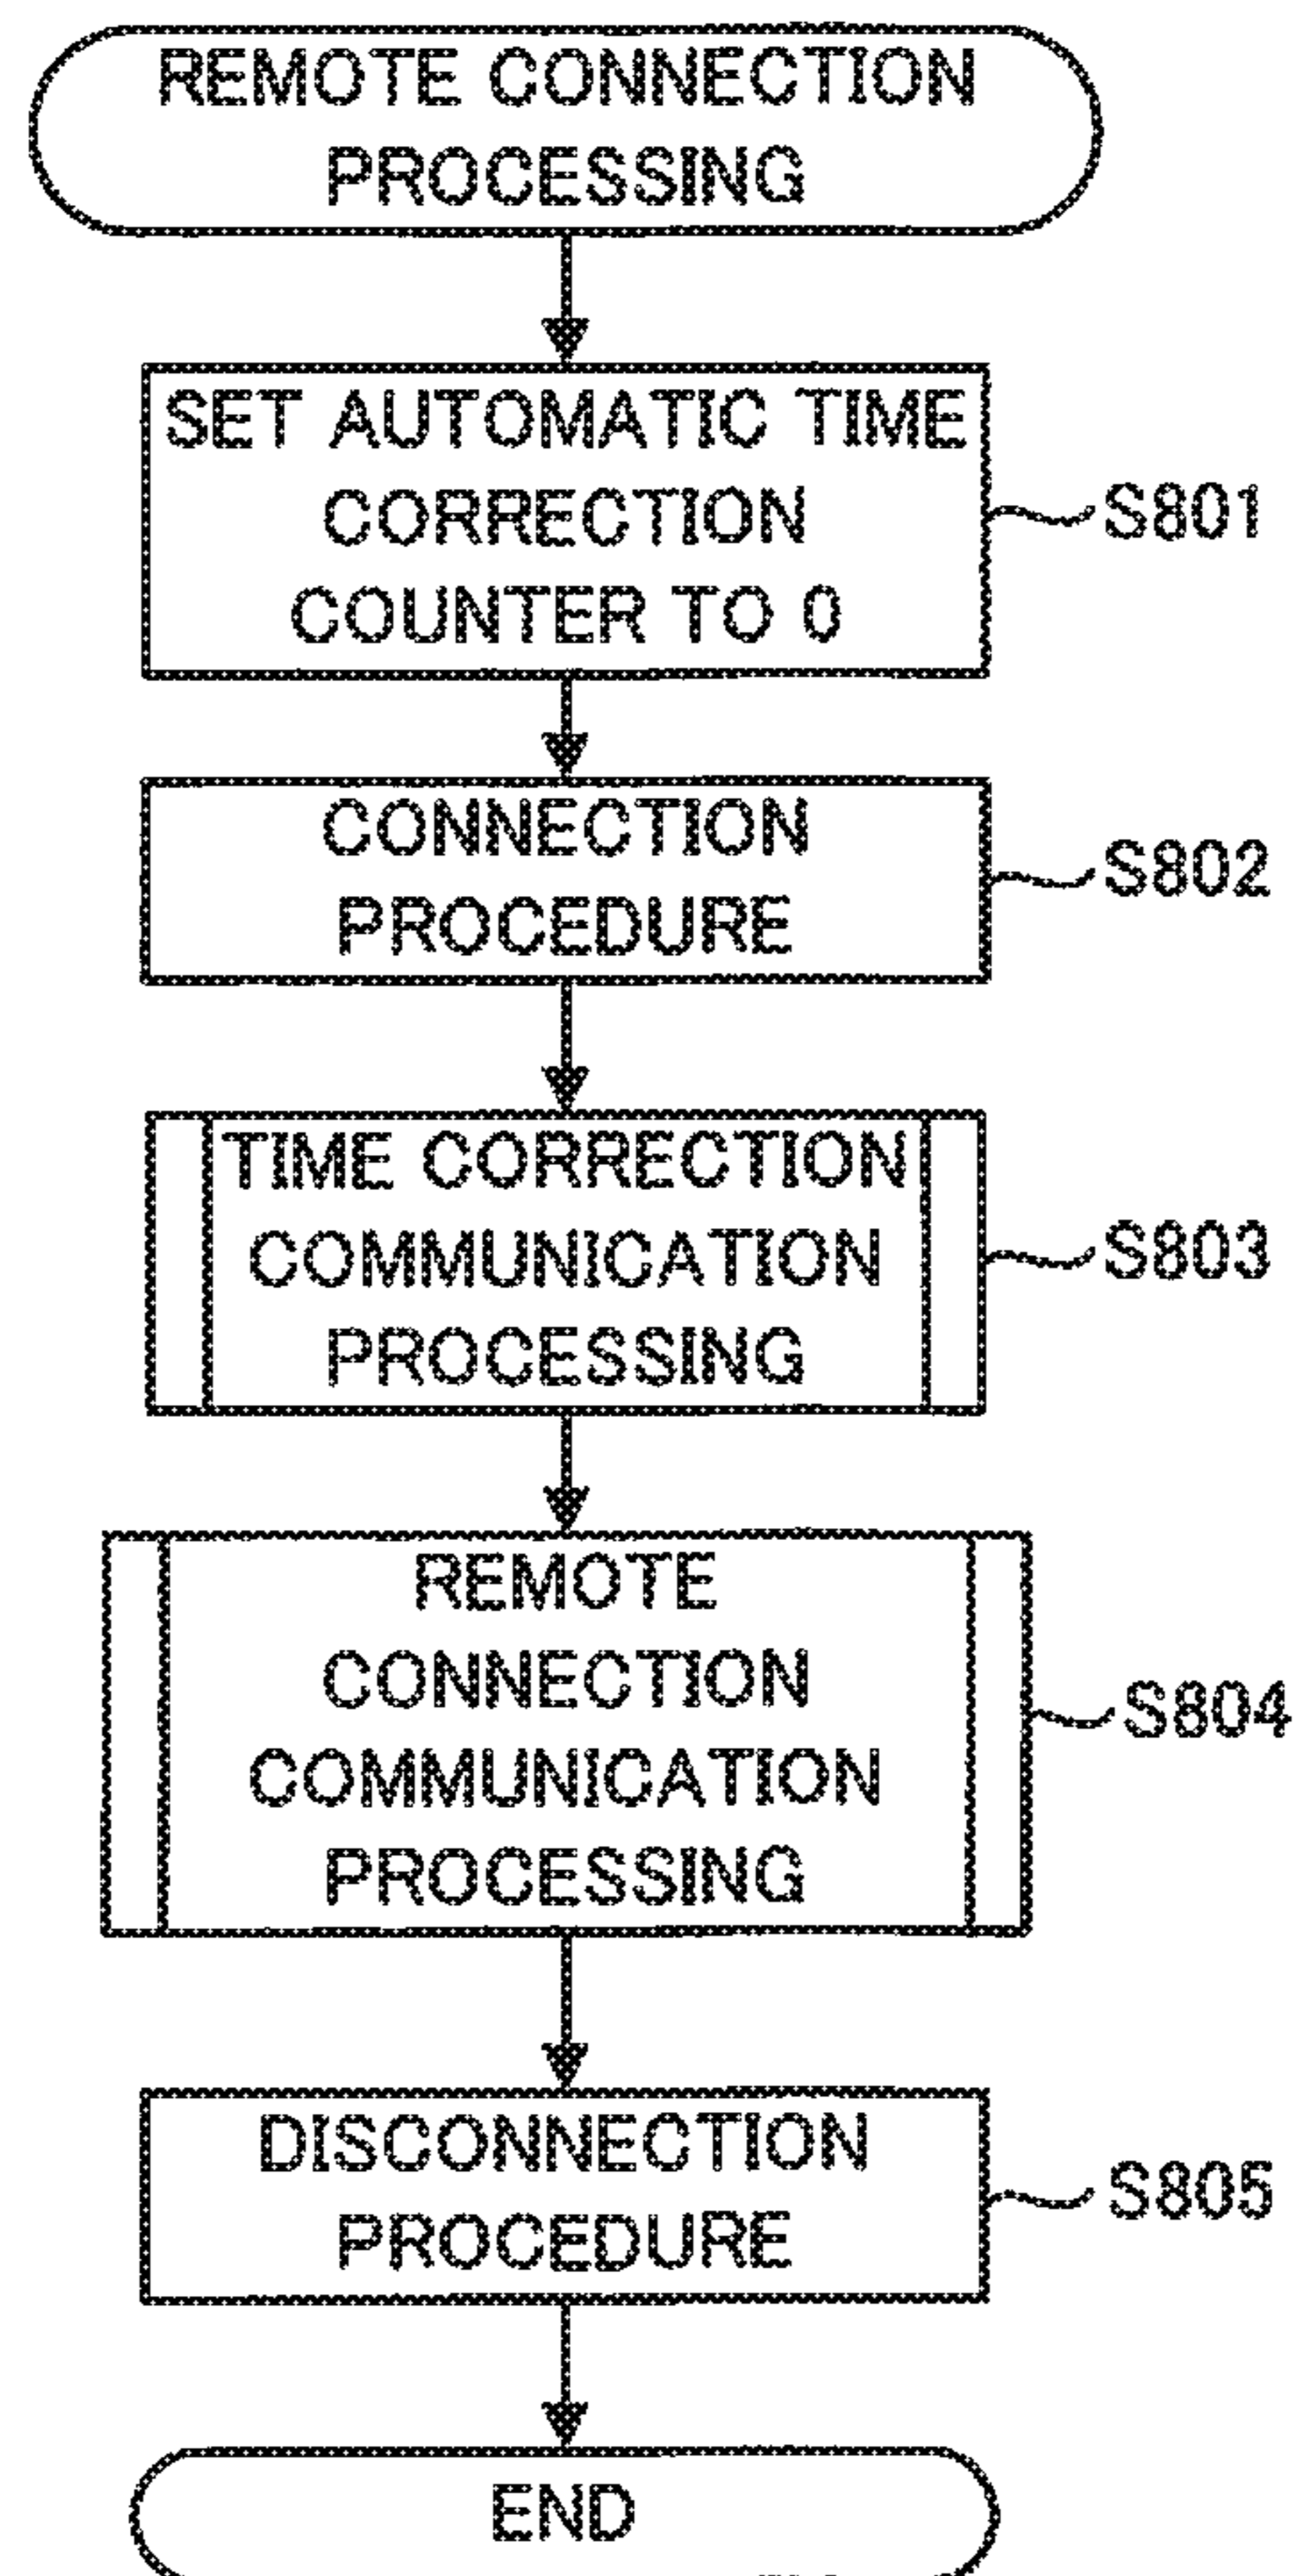 REMOTE CONNECTION
PROCESSING
SET AUTOMATIC TIME
CORRECTION
COUNTER TO 0
S801
CONNECTION
PROCEDURE
S802
TIME CORRECTION
COMMUNICATION
PROCESSING
S803
REMOTE
CONNECTION
COMMUNICATION
PROCESSING
S804
DISCONNECTION
PROCEDURE
S805
END